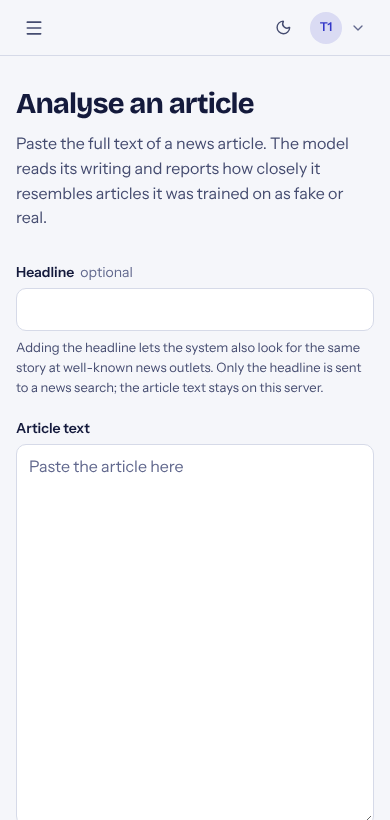 T1
Analyse an article
Paste the full text of a news article. The model
reads its writing and reports how closely it
resembles articles it was trained on as fake or
real.
Headline optional
Adding the headline lets the system also look for the same
story at well-known news outlets. Only the headline is sent
to a news search; the article text stays on this server.
Article text
Paste the article here